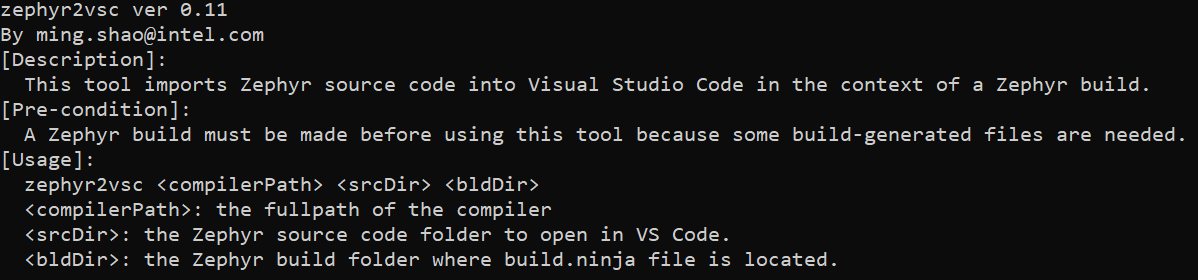 zephyr2vsc ver 0.11
By ming.shao@intel.com
[Description]:
  This tool imports Zephyr source code into Visual Studio Code in the context of a Zephyr build.
[Pre-condition]:
  A Zephyr build must be made before using this tool because some build-generated files are needed.
[Usage]:
  zephyr2vsc <compilerPath> <srcDir> <bldDir>
  <compilerPath>: the fullpath of the compiler
  <srcDir>: the Zephyr source code folder to open in VS Code.
  <bldDir>: the Zephyr build folder where build.ninja file is located.